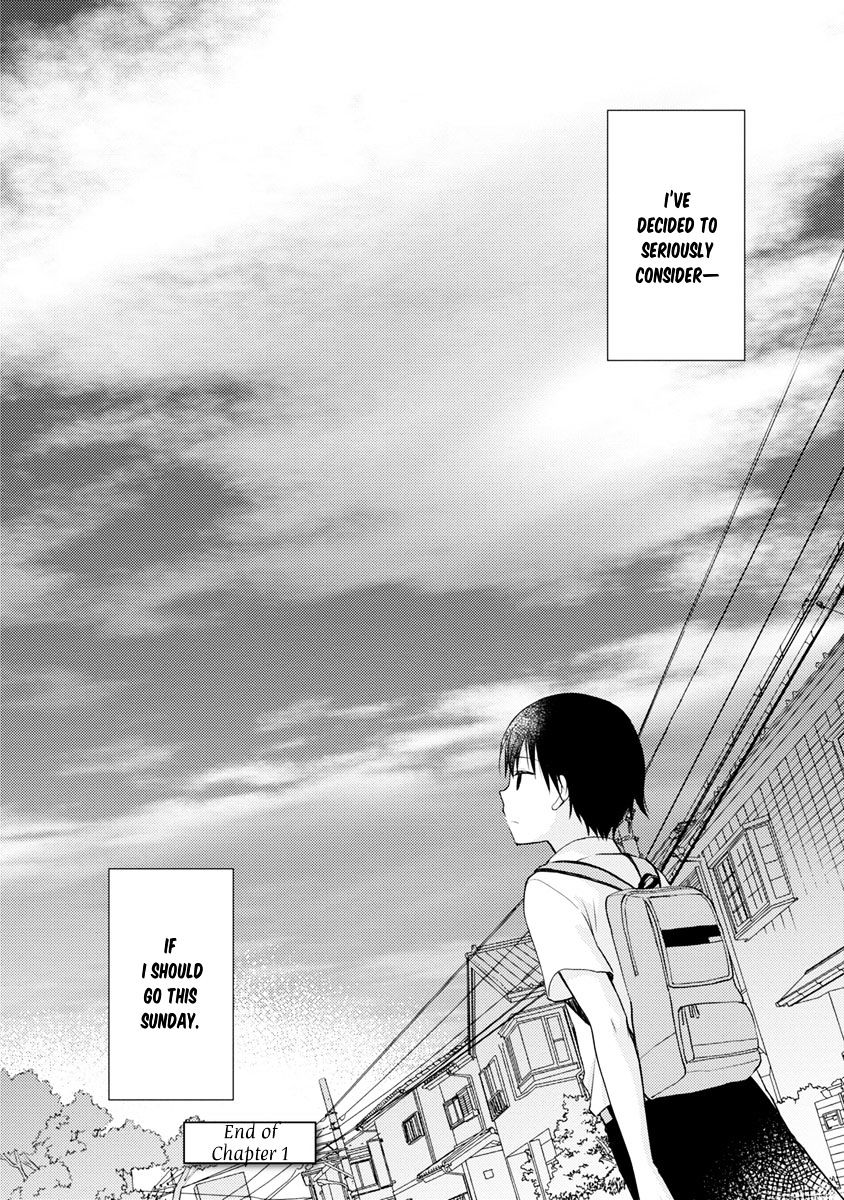 I'VE
DECIDED TO
SERIOUSLY
CONSIDER—
IF
I SHOULD
GO THIS
SUNDAY.
End of
Chapter 1